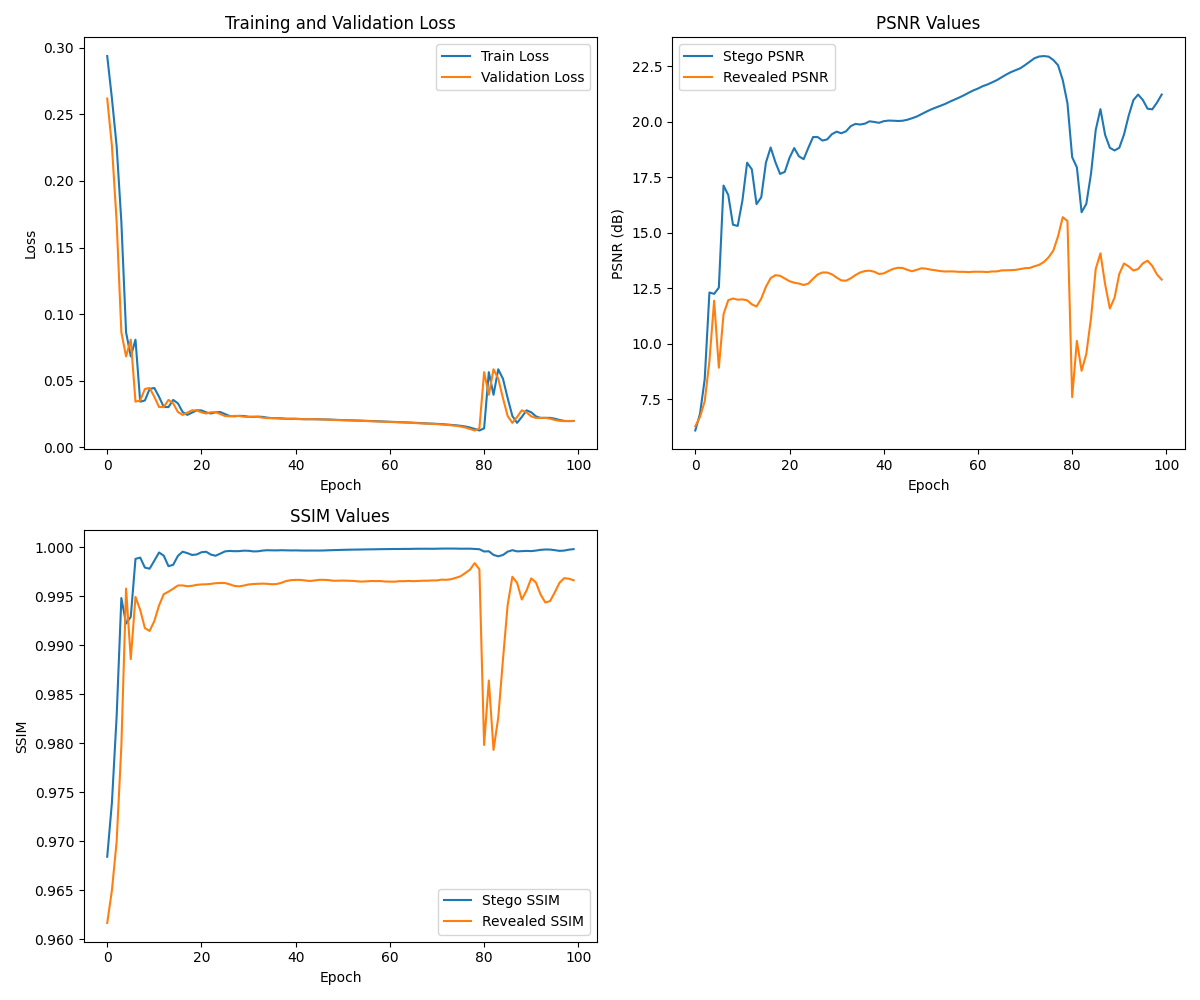 Training and Validation Loss
0.30
0.25
0.20
0.15
0.10
0.05
0.00
Loss
0 20 40 60 80 100
Epoch
Train Loss
Validation Loss
PSNR Values
22.5
20.0
17.5
15.0
12.5
10.0
7.5
PSNR (dB)
0 20 40 60 80 100
Epoch
Stego PSNR
Revealed PSNR
SSIM Values
1.000
0.995
0.990
0.985
0.980
0.975
0.970
0.965
0.960
SSIM
0 20 40 60 80 100
Epoch
Stego SSIM
Revealed SSIM